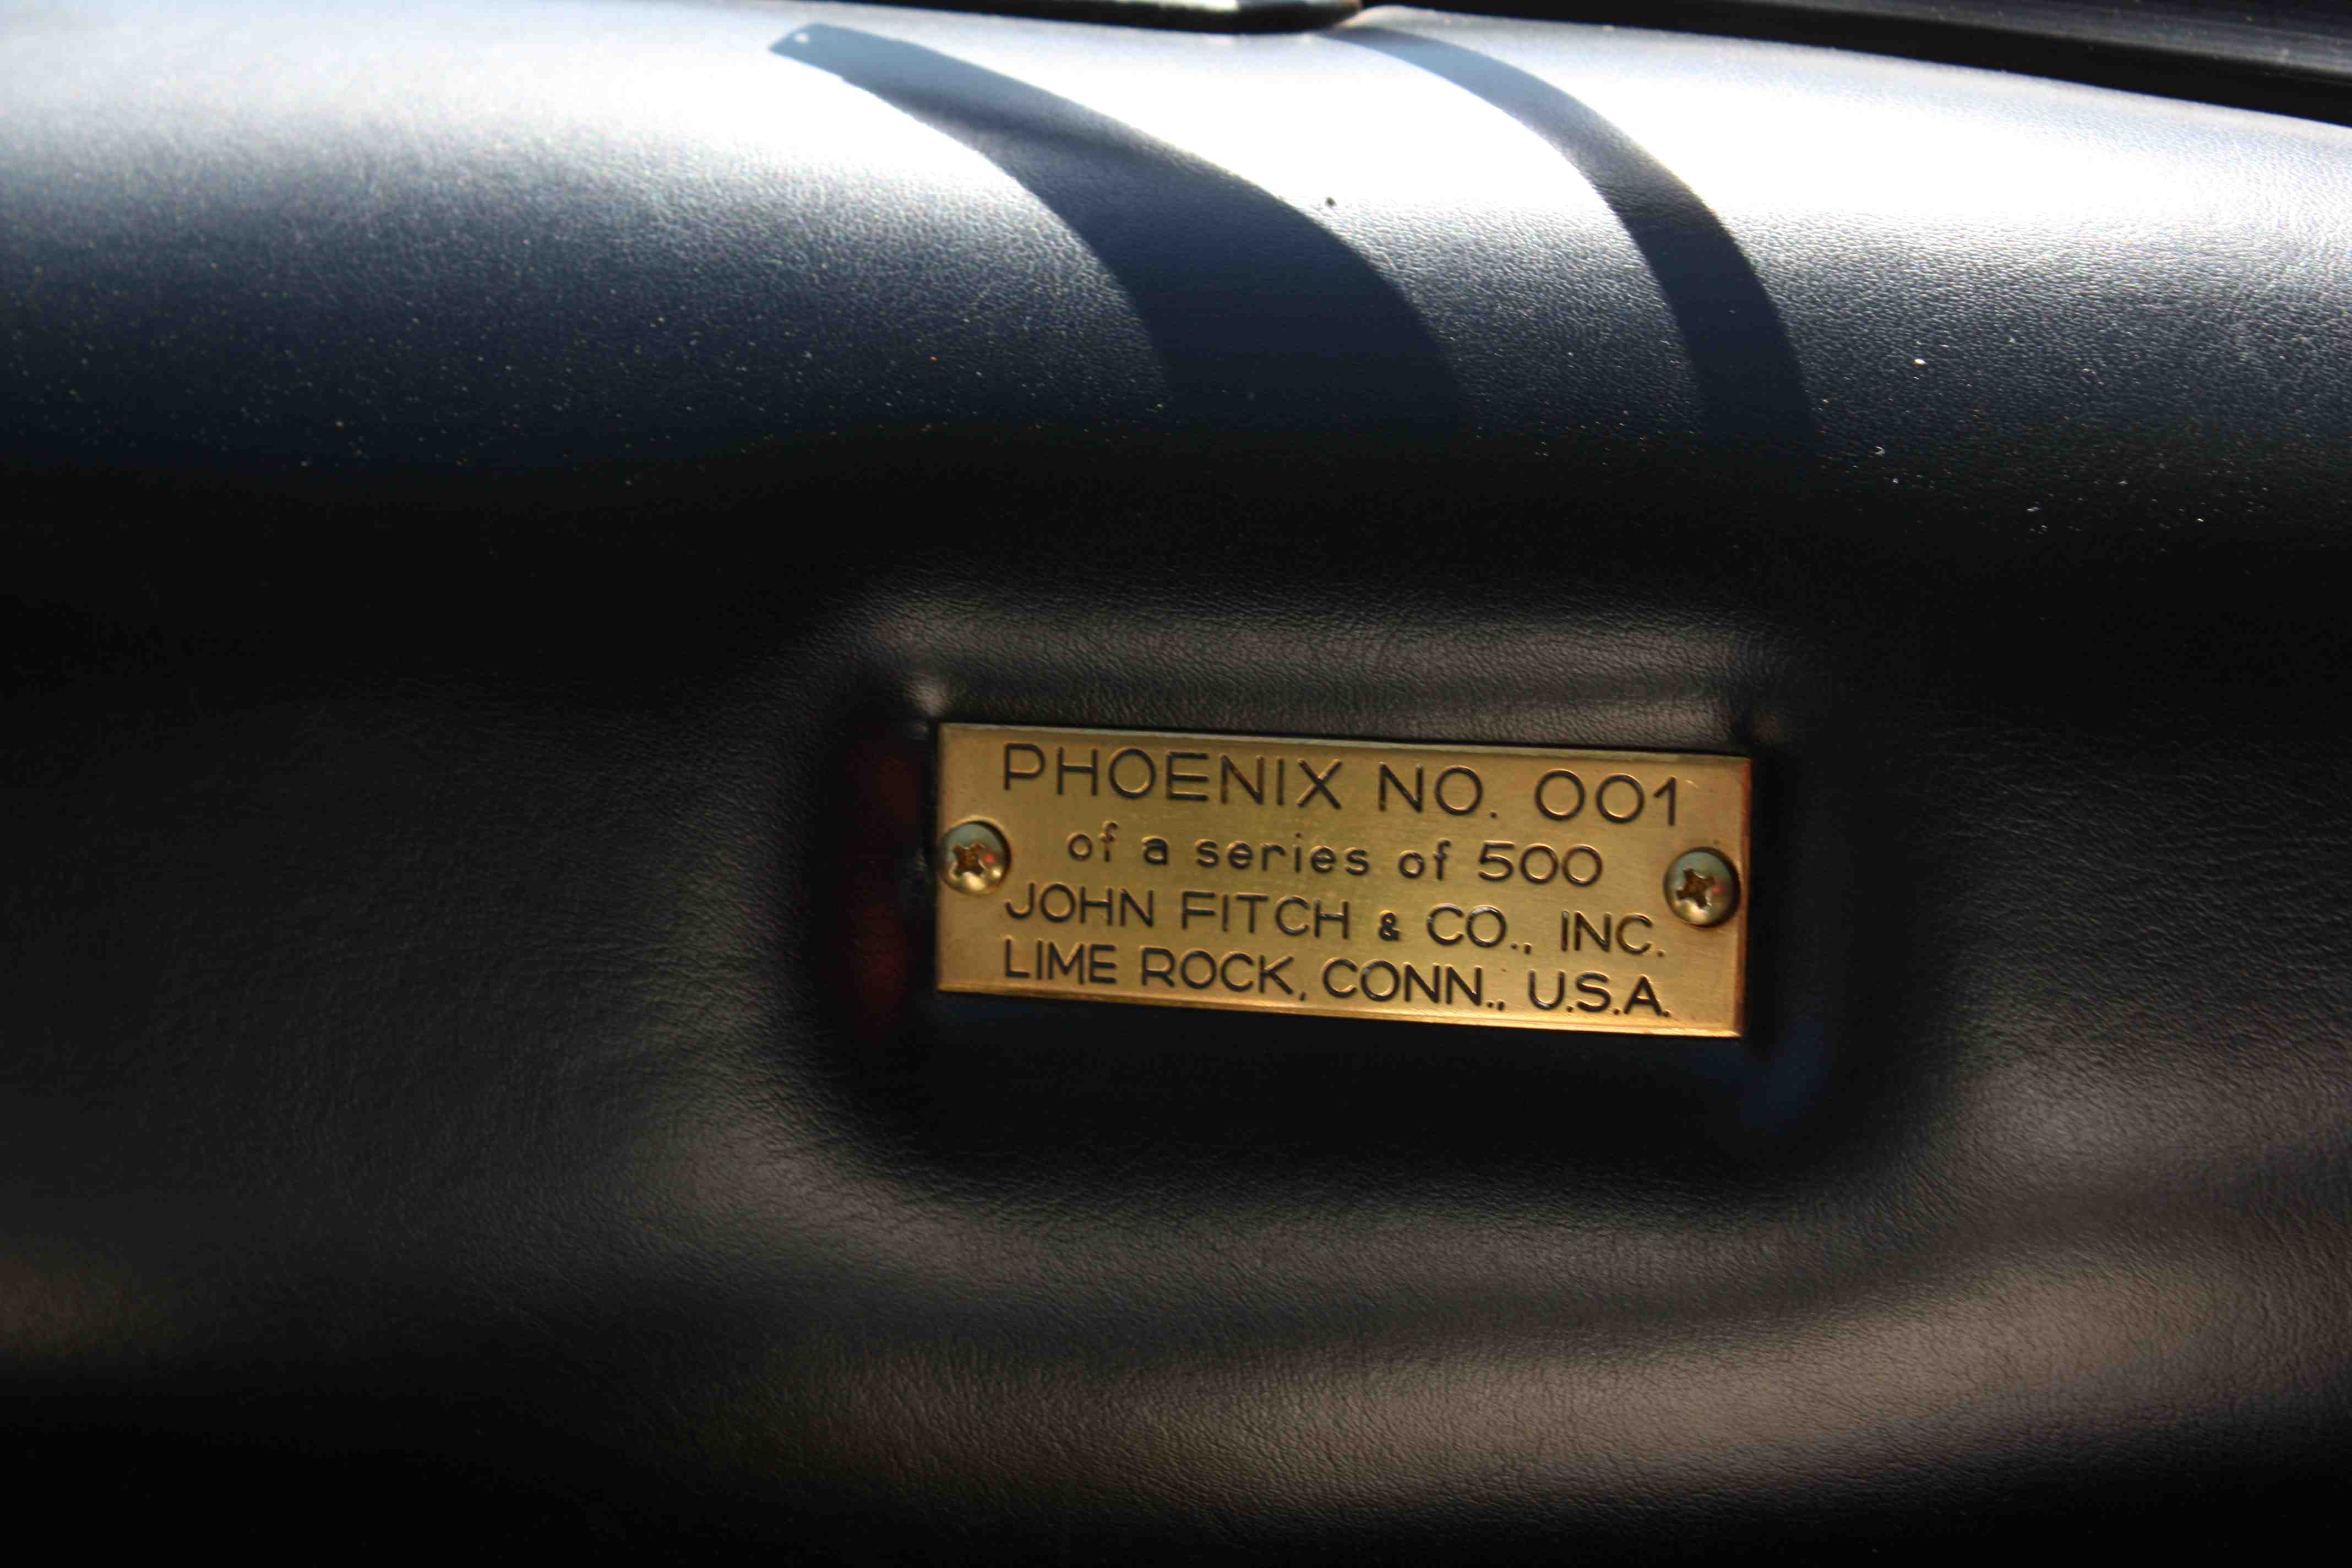 PHOENIX NO. 001
of a series of 500
JOHN FITCH & CO., INC.
LIME ROCK, CONN., U.S.A.